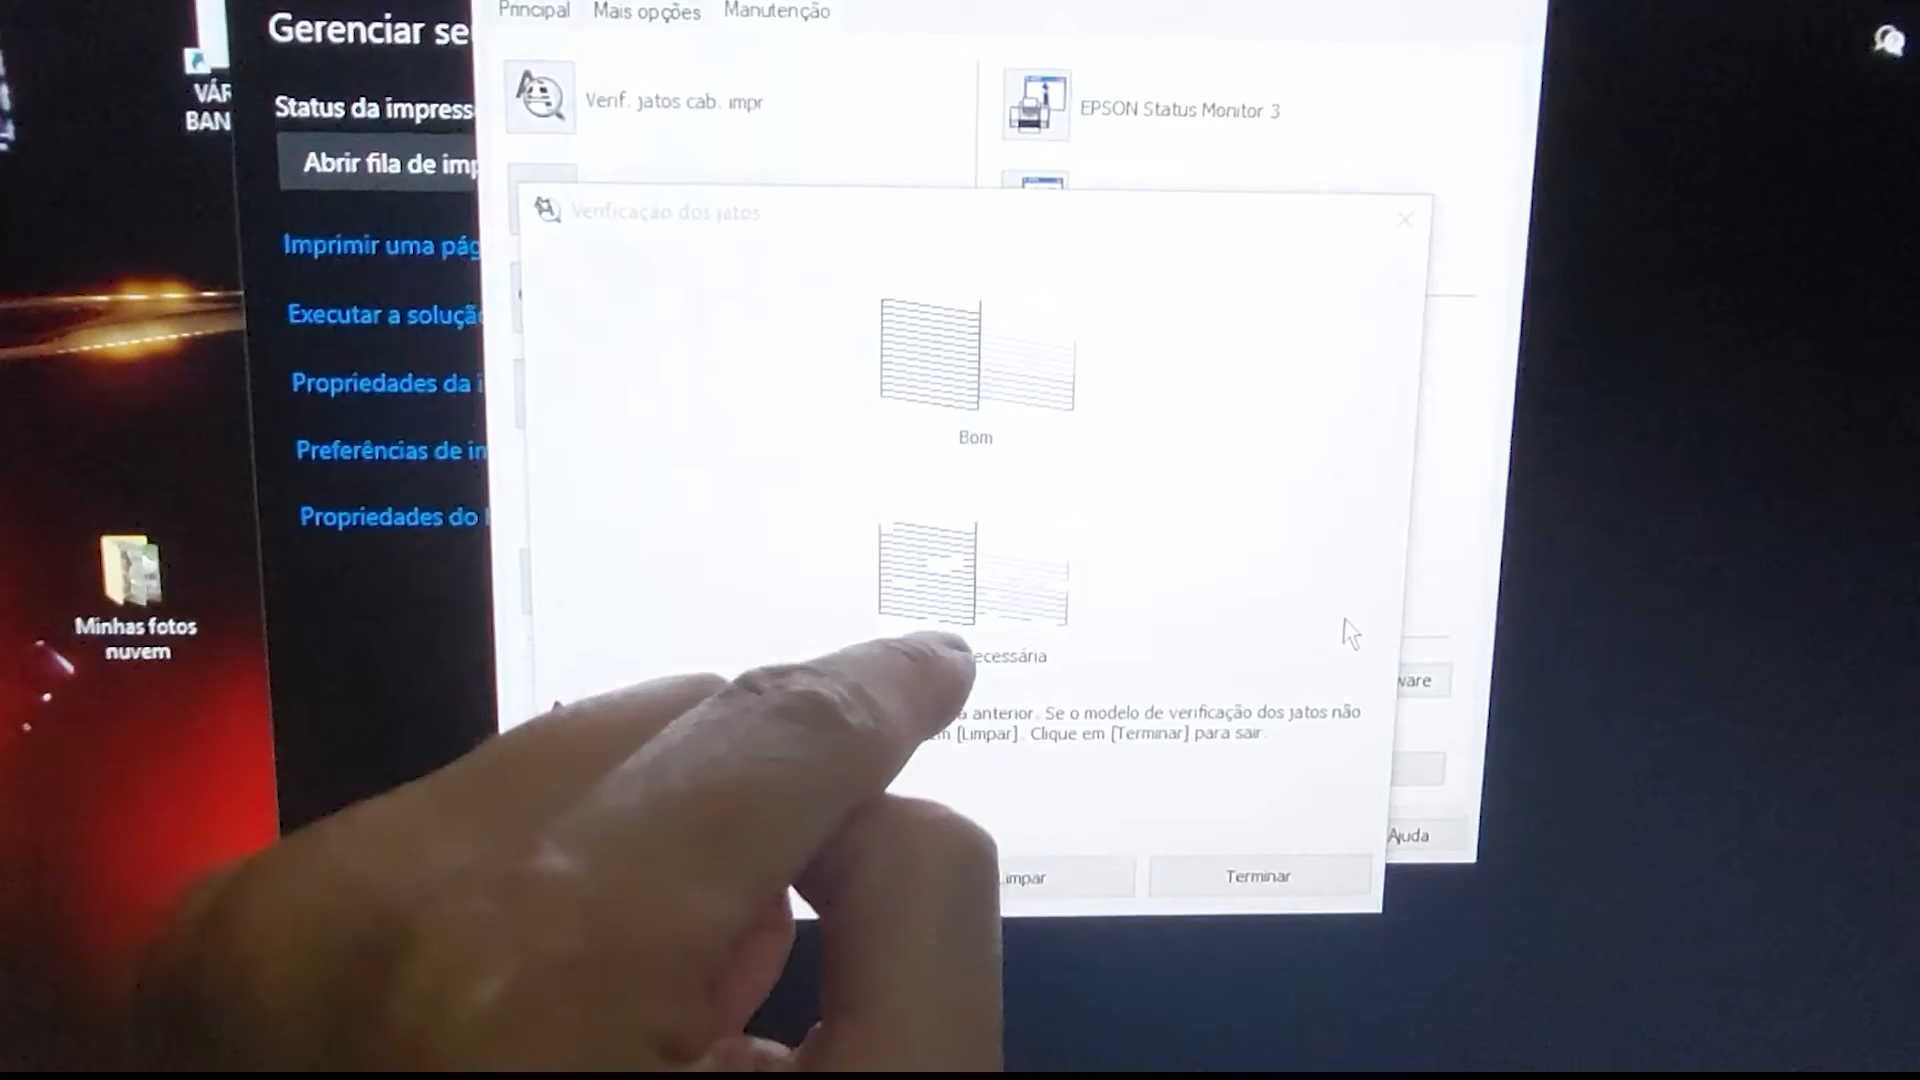 Principal Mais opções Manutenção
Gerenciar se
VÁR
BAN
Status da impress
Verif. jatos cab. impr
EPSON Status Monitor 3
Abrir fila de imp
Verificação dos jatos
Imprimir uma pág
Executar a soluçã
Propriedades da i
Bom
Preferências de im
Propriedades do
Minhas fotos
nuvem
ecessária
ware
a anterior. Se o modelo de verificação dos jatos não
m [Limpar]. Clique em [Terminar] para sair.
Ajuda
Limpar
Terminar